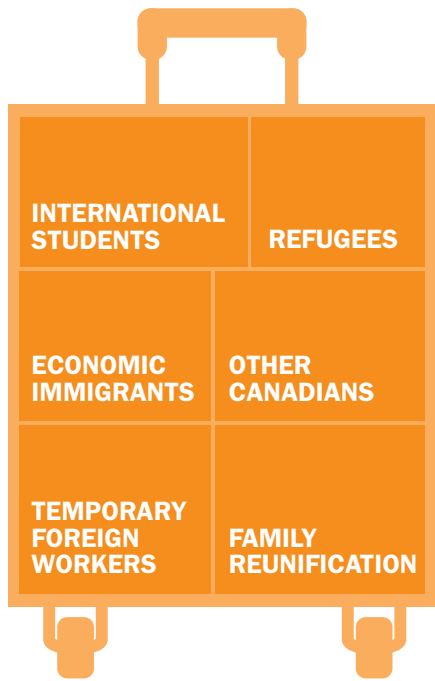 INTERNATIONAL
STUDENTS
REFUGEES
ECONOMIC
IMMIGRANTS
OTHER
CANADIANS
TEMPORARY
FOREIGN
WORKERS
FAMILY
REUNIFICATION